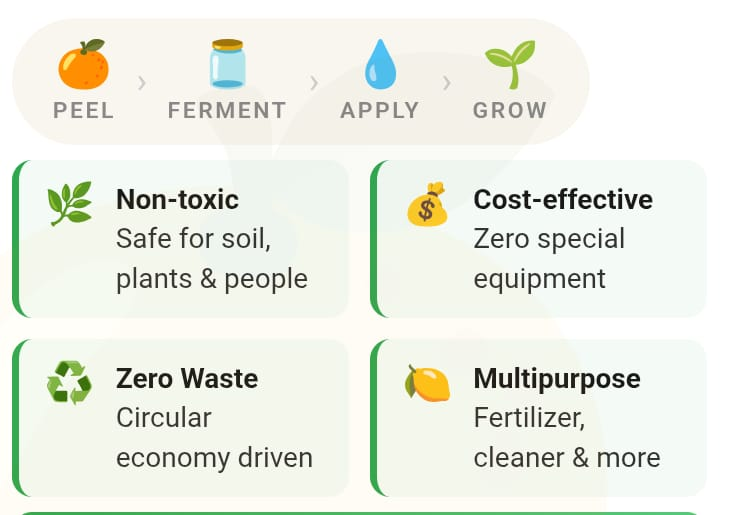 PEEL › FERMENT › APPLY › GROW
Non-toxic
Safe for soil,
plants & people
Cost-effective
Zero special
equipment
Zero Waste
Circular
economy driven
Multipurpose
Fertilizer,
cleaner & more